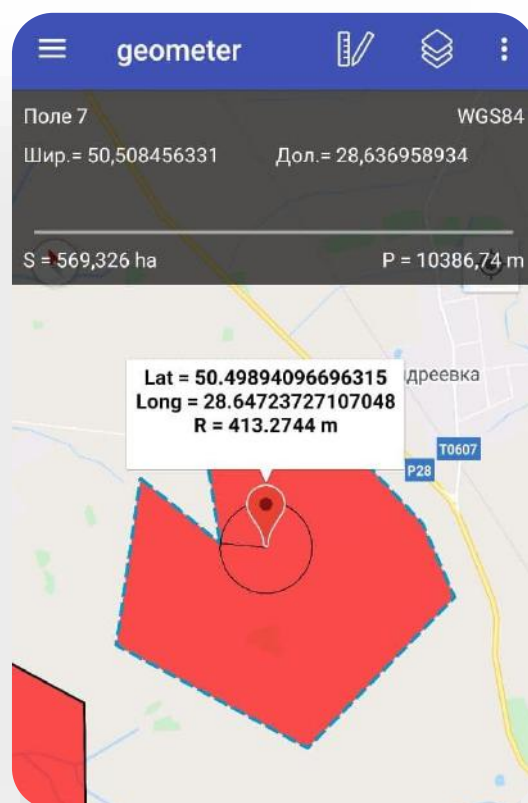 geometer
Поле 7 WGS84
Шир.= 50,508456331 Дол.= 28,636958934
S = 569,326 ha P = 10386,74 m
Lat = 50.49894096696315
Long = 28.64723727107048
R = 413.2744 m
дреевка
T0607
P28